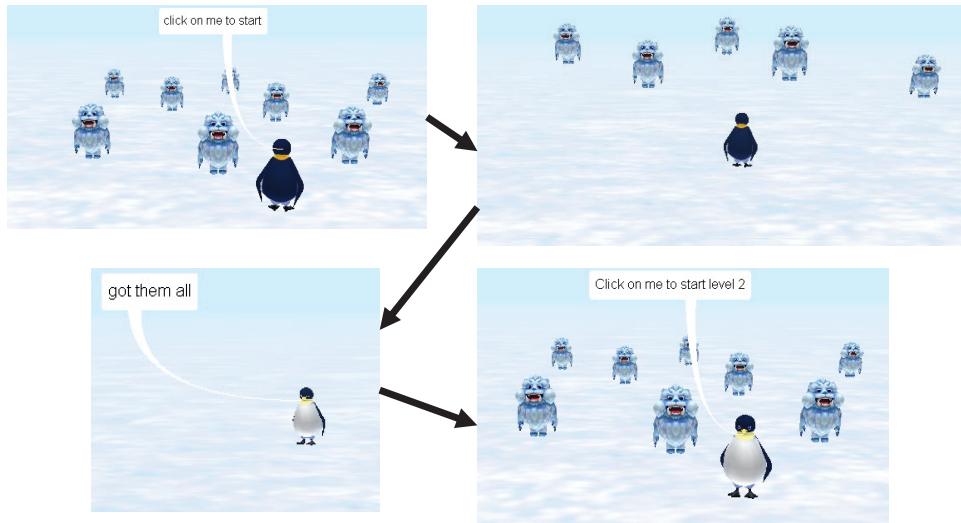 click on me to start
got them all
Click on me to start level 2